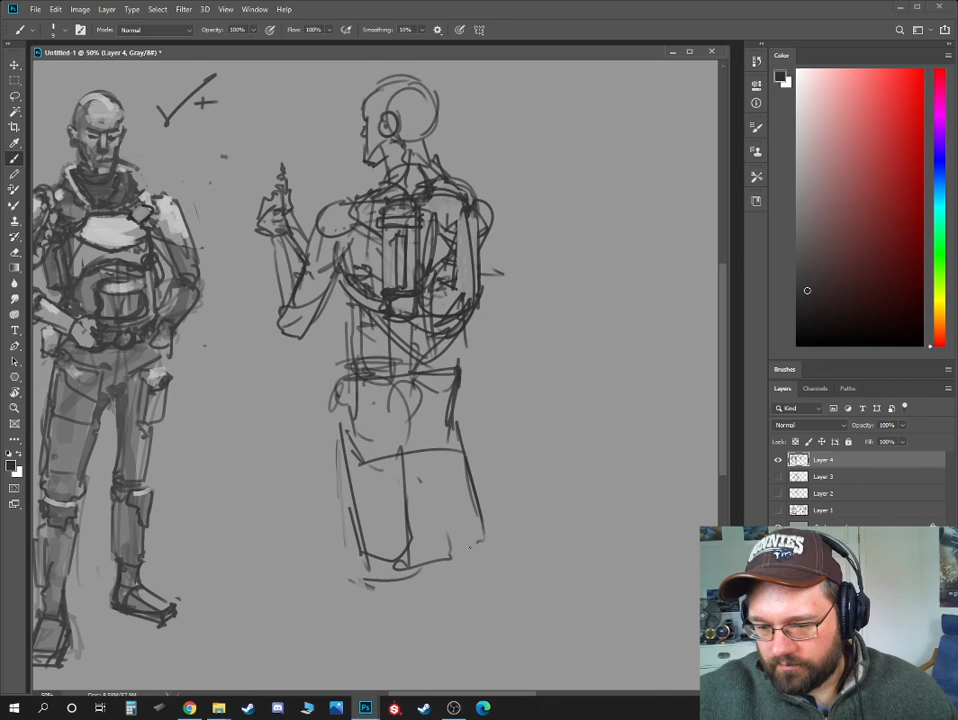 File Edit Image Layer Type Select Filter 3D View Window Help
Mode: Normal Opacity: 100% Flow: 100% Smoothing: 10%
Untitled-1 @ 50% (Layer 4, Gray/8#) *
Color
Brushes
Layers Channels Paths
Kind
Normal Opacity: 100%
Lock: Fill: 100%
Layer 4
Layer 3
Layer 2
Layer 1
BONNIES
50%